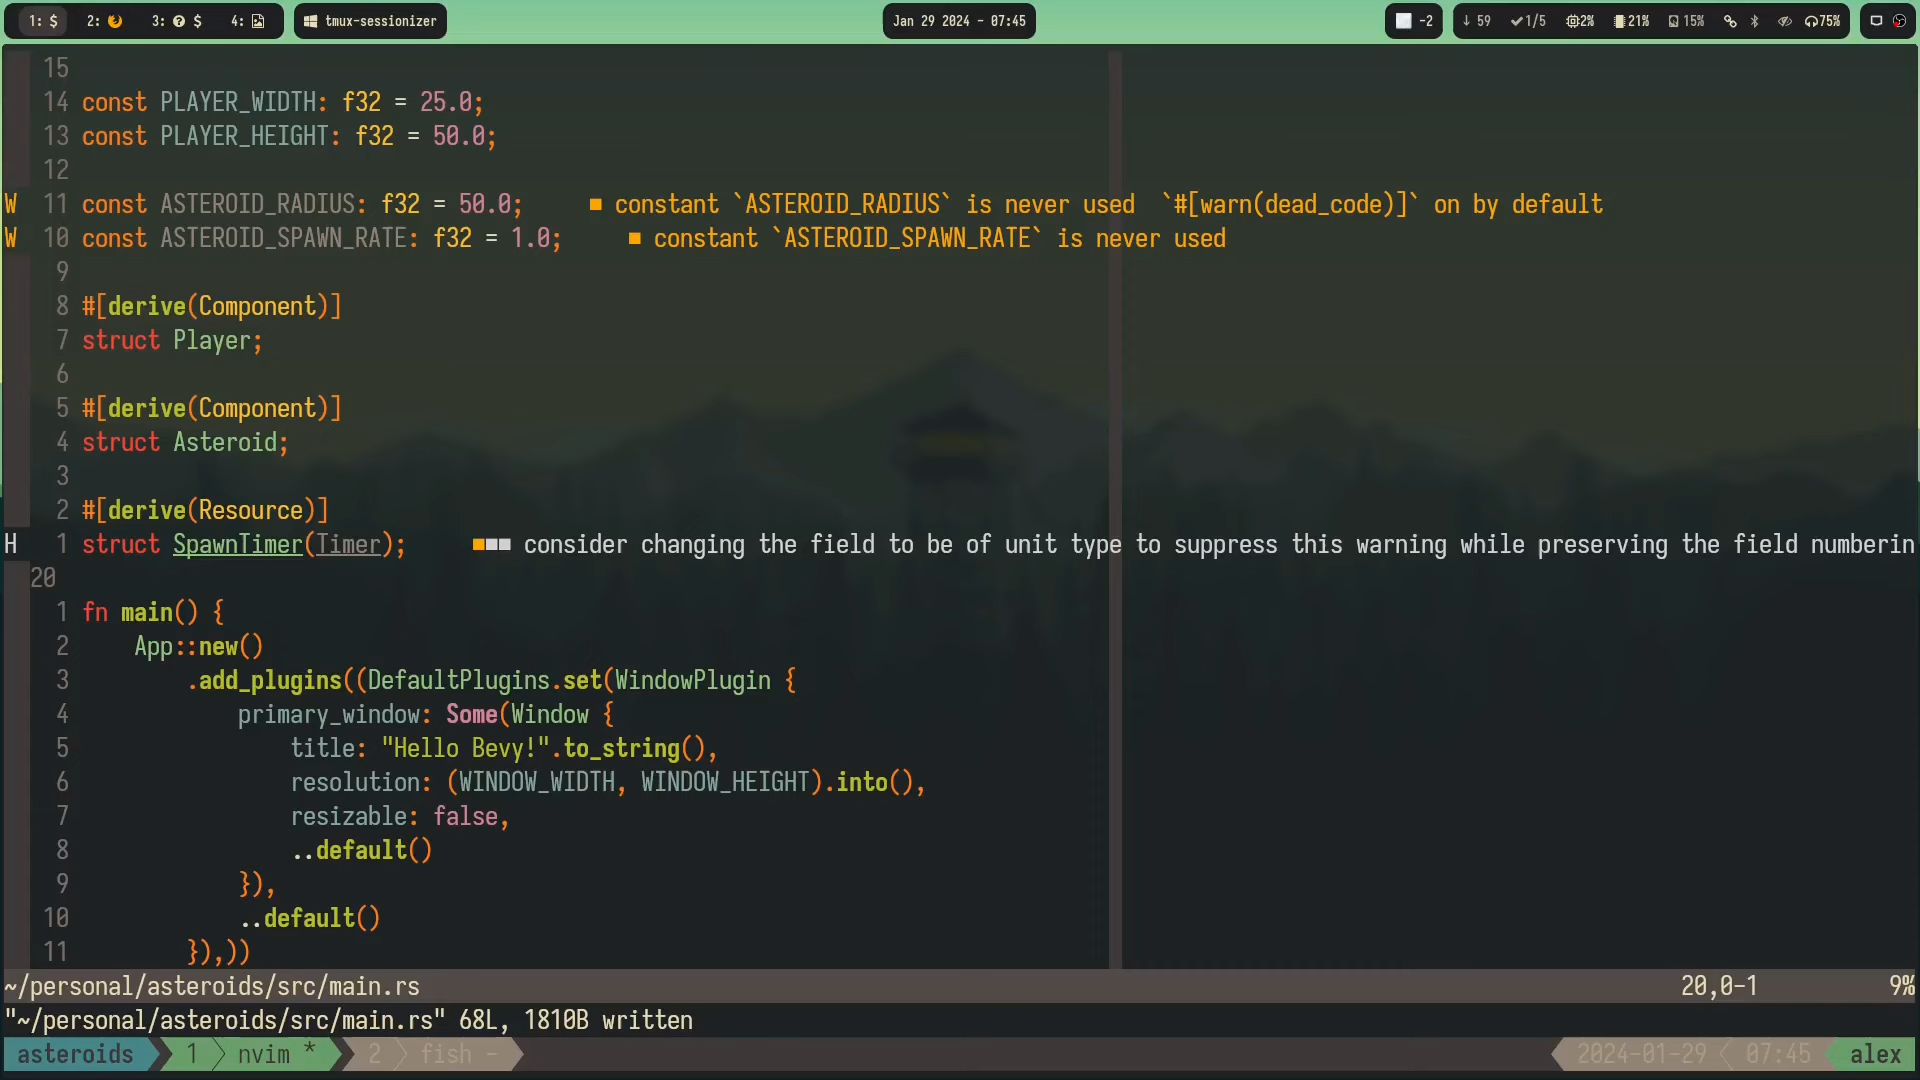 1: $ 2: 3: $ 4: tmux-sessionizer Jan 29 2024 - 07:45 -2 ↓ 59 ✓1/5 2% 21% 15% 75%
15
14 const PLAYER_WIDTH: f32 = 25.0;
13 const PLAYER_HEIGHT: f32 = 50.0;
12
W 11 const ASTEROID_RADIUS: f32 = 50.0; ■ constant `ASTEROID_RADIUS` is never used `#[warn(dead_code)]` on by default
W 10 const ASTEROID_SPAWN_RATE: f32 = 1.0; ■ constant `ASTEROID_SPAWN_RATE` is never used
9
8 #[derive(Component)]
7 struct Player;
6
5 #[derive(Component)]
4 struct Asteroid;
3
2 #[derive(Resource)]
H 1 struct SpawnTimer(Timer); ■■■ consider changing the field to be of unit type to suppress this warning while preserving the field numberin
20
1 fn main() {
2 App::new()
3 .add_plugins((DefaultPlugins.set(WindowPlugin {
4 primary_window: Some(Window {
5 title: "Hello Bevy!".to_string(),
6 resolution: (WINDOW_WIDTH, WINDOW_HEIGHT).into(),
7 resizable: false,
8 ..default()
9 }),
10 ..default()
11 }),))
~/personal/asteroids/src/main.rs 20,0-1 9%
"~/personal/asteroids/src/main.rs" 68L, 1810B written
asteroids 1 nvim * 2 fish - 2024-01-29 07:45 alex